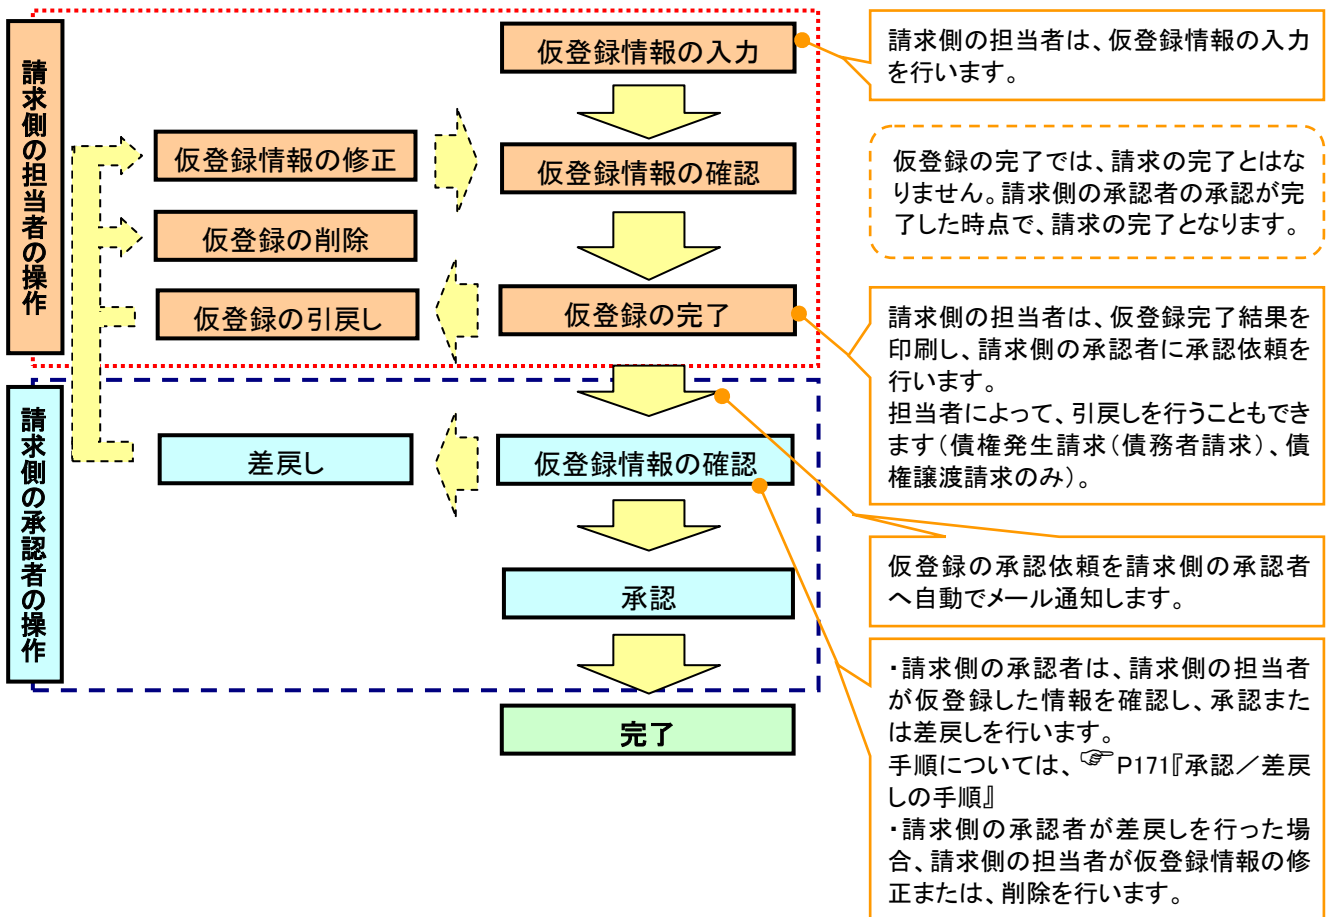 請求側の担当者の操作
仮登録情報の入力
仮登録情報の修正
仮登録情報の確認
仮登録の削除
仮登録の引戻し
仮登録の完了
請求側の承認者の操作
差戻し
仮登録情報の確認
承認
完了
請求側の担当者は、仮登録情報の入力
を行います。
仮登録の完了では、請求の完了とはな
りません。請求側の承認者の承認が完
了した時点で、請求の完了となります。
請求側の担当者は、仮登録完了結果を
印刷し、請求側の承認者に承認依頼を
行います。
担当者によって、引戻しを行うこともでき
ます(債権発生請求(債務者請求)、債
権譲渡請求のみ)。
仮登録の承認依頼を請求側の承認者
へ自動でメール通知します。
・請求側の承認者は、請求側の担当者
が仮登録した情報を確認し、承認また
は差戻しを行います。
手順については、☞P171『承認／差戻
しの手順』
・請求側の承認者が差戻しを行った場
合、請求側の担当者が仮登録情報の修
正または、削除を行います。